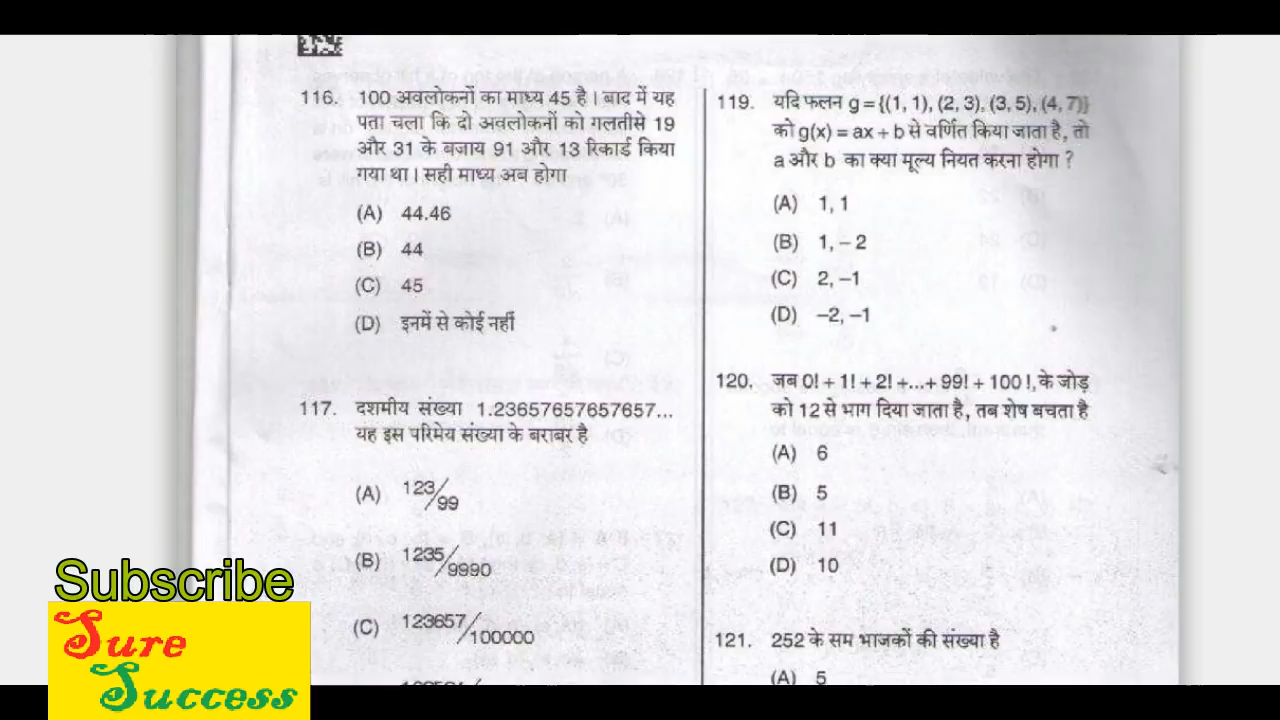 116. 100 अवलोकनों का माध्य 45 है। बाद में यह
पता चला कि दो अवलोकनों को गलतीसे 19
और 31 के बजाय 91 और 13 रिकार्ड किया
गया था। सही माध्य अब होगा
(A) 44.46
(B) 44
(C) 45
(D) इनमें से कोई नहीं
117. दशमीय संख्या 1.23657657657657...
यह इस परिमेय संख्या के बराबर है
(A) 123/99
(B) 1235/9990
(C) 123657/100000
119. यदि फलन g = {(1, 1), (2, 3), (3, 5), (4, 7)}
को g(x) = ax + b से वर्णित किया जाता है, तो
a और b का क्या मूल्य नियत करना होगा ?
(A) 1, 1
(B) 1, – 2
(C) 2, –1
(D) –2, –1
120. जब 0! + 1! + 2! +...+ 99! + 100!, के जोड़
को 12 से भाग दिया जाता है, तब शेष बचता है
(A) 6
(B) 5
(C) 11
(D) 10
121. 252 के सम भाजकों की संख्या है
(A) 5
Subscribe
Sure
Success